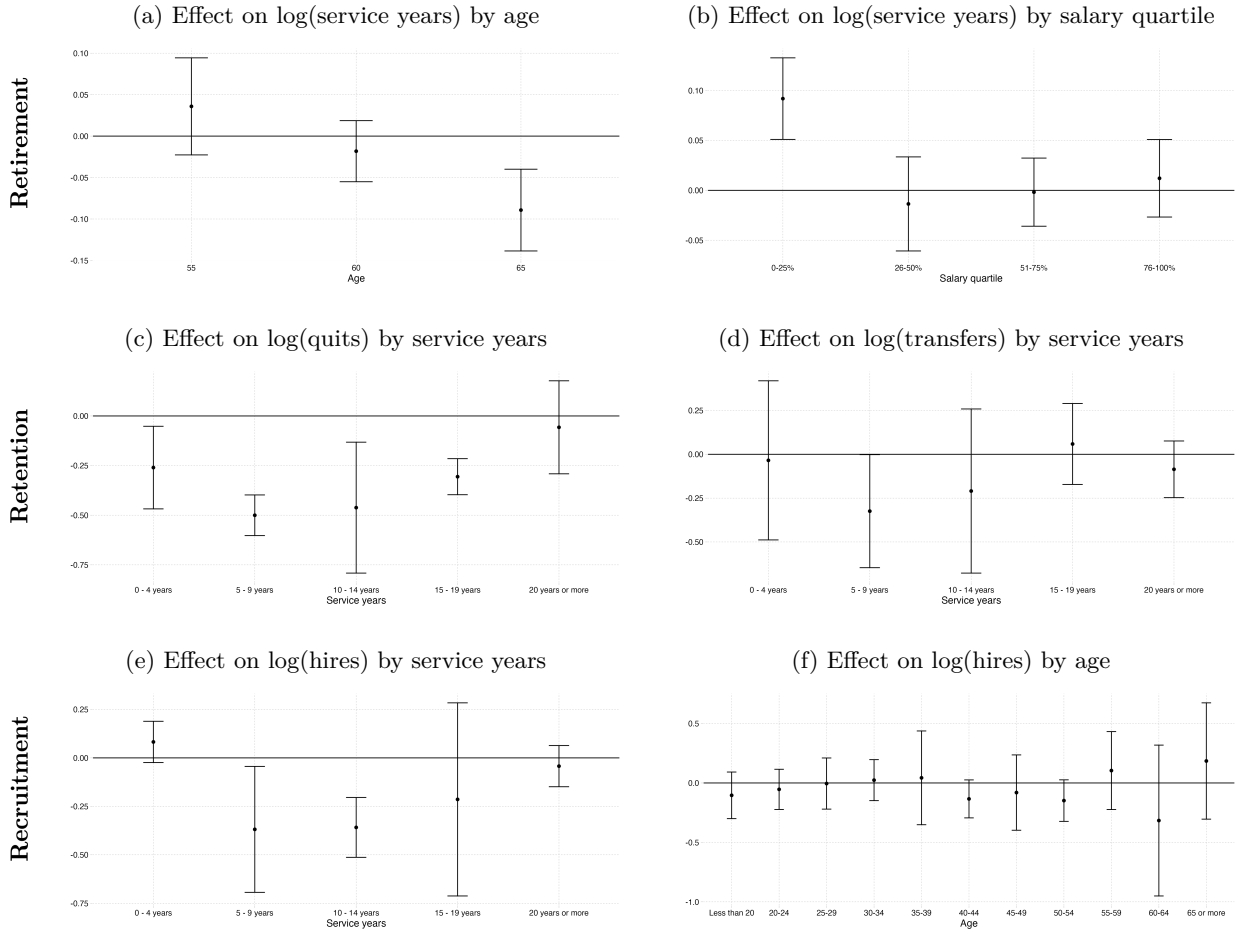 (a) Effect on log(service years) by age
(b) Effect on log(service years) by salary quartile
Retirement
0.10
0.05
0.00
-0.05
-0.10
-0.15
55
60
65
Age
0.10
0.05
0.00
-0.05
0-25%
26-50%
51-75%
76-100%
Salary quartile
(c) Effect on log(quits) by service years
(d) Effect on log(transfers) by service years
Retention
0.00
-0.25
-0.50
-0.75
0 - 4 years
5 - 9 years
10 - 14 years
15 - 19 years
20 years or more
Service years
0.25
0.00
-0.25
-0.50
0 - 4 years
5 - 9 years
10 - 14 years
15 - 19 years
20 years or more
Service years
(e) Effect on log(hires) by service years
(f) Effect on log(hires) by age
Recruitment
0.25
0.00
-0.25
-0.50
-0.75
0 - 4 years
5 - 9 years
10 - 14 years
15 - 19 years
20 years or more
Service years
0.5
0.0
-0.5
-1.0
Less than 20
20-24
25-29
30-34
35-39
40-44
45-49
50-54
55-59
60-64
65 or more
Age